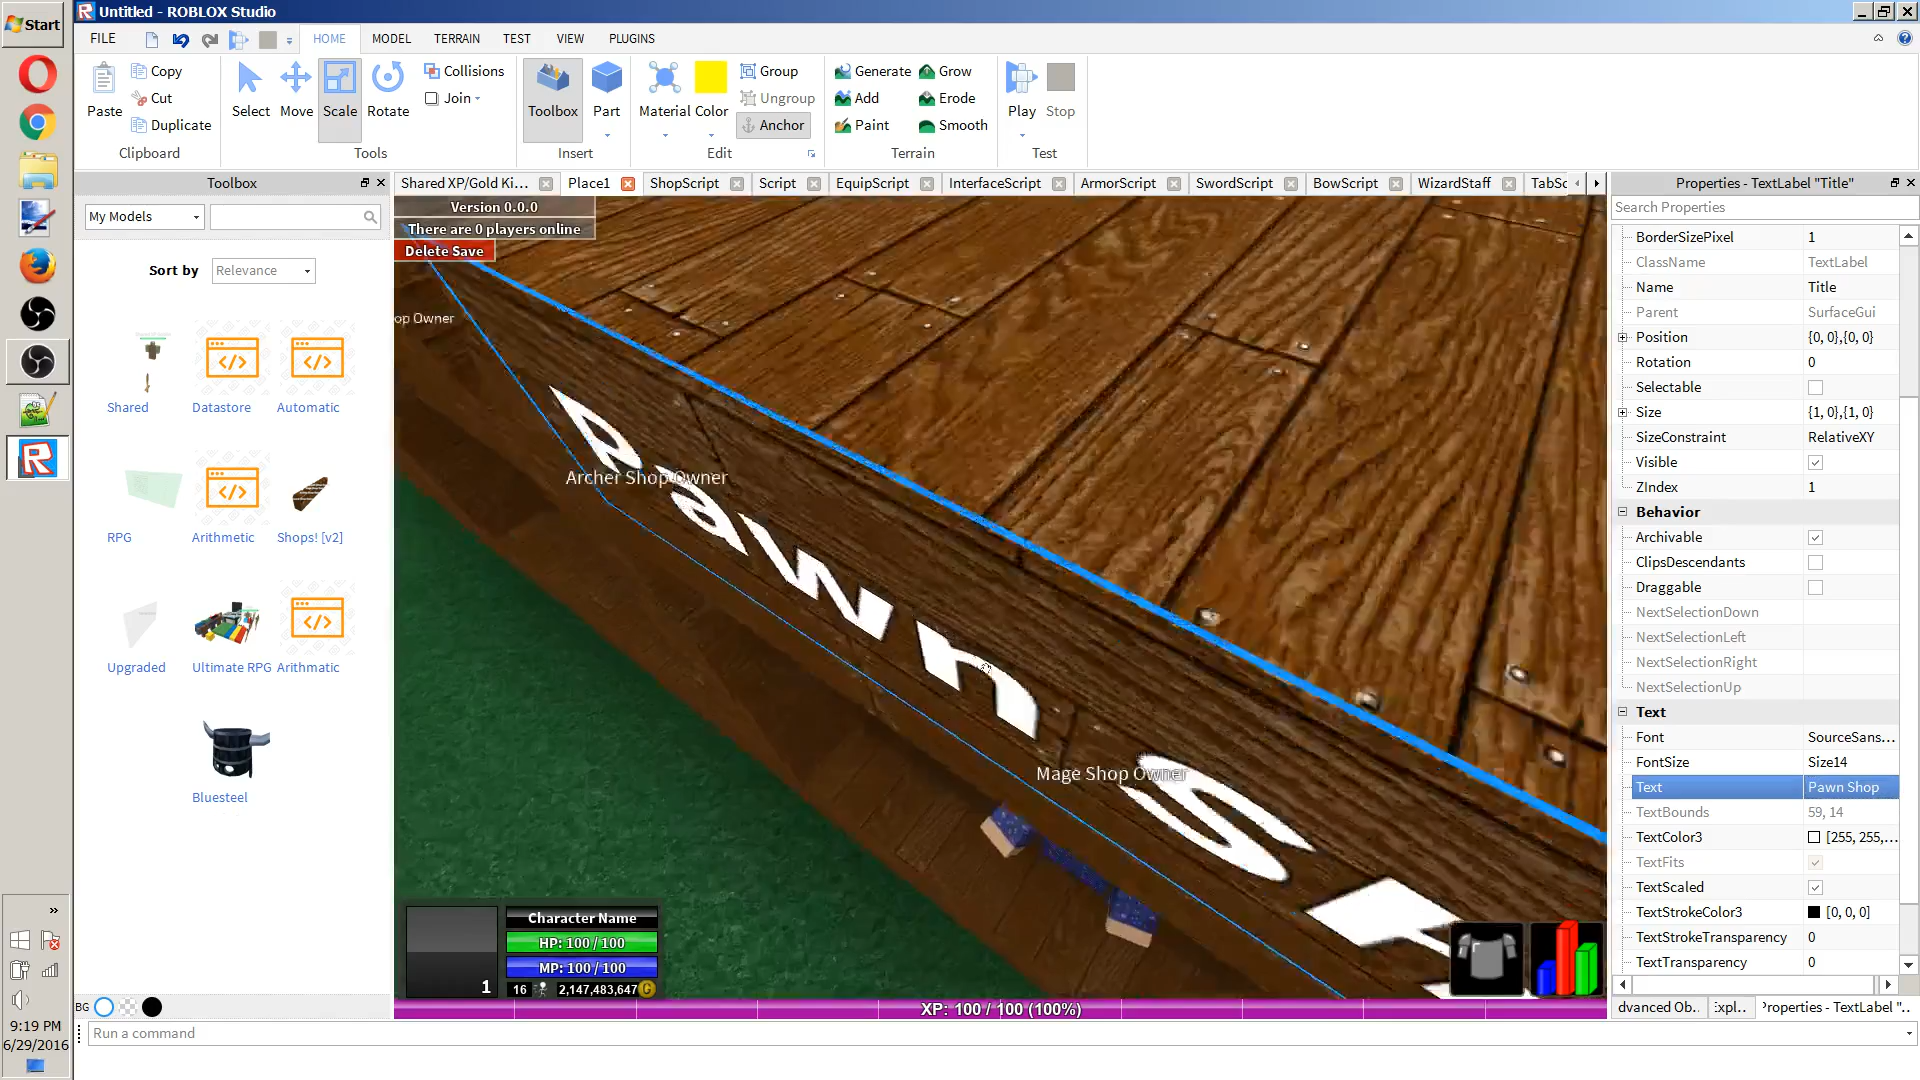 Start
Untitled - ROBLOX Studio
FILE
HOME
MODEL
TERRAIN
TEST
VIEW
PLUGINS
Paste
Copy
Cut
Duplicate
Clipboard
Select
Move
Scale
Rotate
Collisions
Join
Tools
Toolbox
Part
Insert
Material
Color
Group
Ungroup
Anchor
Edit
Generate
Grow
Add
Erode
Paint
Smooth
Terrain
Play
Stop
Test
Toolbox
Shared XP/Gold Ki...
Place1
ShopScript
Script
EquipScript
InterfaceScript
ArmorScript
SwordScript
BowScript
WizardStaff
TabSc
Properties - TextLabel "Title"
My Models
Sort by
Relevance
Shared
Datastore
Automatic
RPG
Arithmetic
Shops! [v2]
Upgraded
Ultimate RPG
Arithmatic
Bluesteel
BG
Version 0.0.0
There are 0 players online
Delete Save
op Owner
Archer Shop Owner
Mage Shop Owner
Pawn Sh
Character Name
HP: 100 / 100
MP: 100 / 100
1
16
2,147,483,647
XP: 100 / 100 (100%)
Search Properties
BorderSizePixel 1
ClassName TextLabel
Name Title
Parent SurfaceGui
Position {0, 0},{0, 0}
Rotation 0
Selectable
Size {1, 0},{1, 0}
SizeConstraint RelativeXY
Visible
ZIndex 1
Behavior
Archivable
ClipsDescendants
Draggable
NextSelectionDown
NextSelectionLeft
NextSelectionRight
NextSelectionUp
Text
Font SourceSans...
FontSize Size14
Text Pawn Shop
TextBounds 59, 14
TextColor3 [255, 255,...
TextFits
TextScaled
TextStrokeColor3 [0, 0, 0]
TextStrokeTransparency 0
TextTransparency 0
dvanced Ob...
:xpl...
Properties - TextLabel "..
Run a command
9:19 PM
6/29/2016